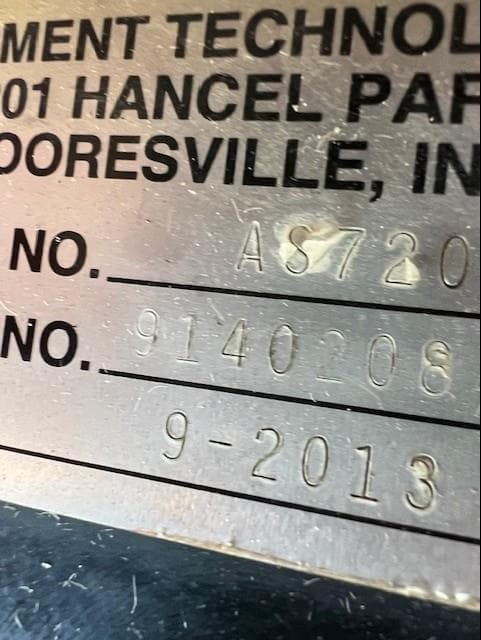 MENT TECHNOL
01 HANCEL PAR
OORESVILLE, IN
NO. AS720
NO. 9140208
9-2013